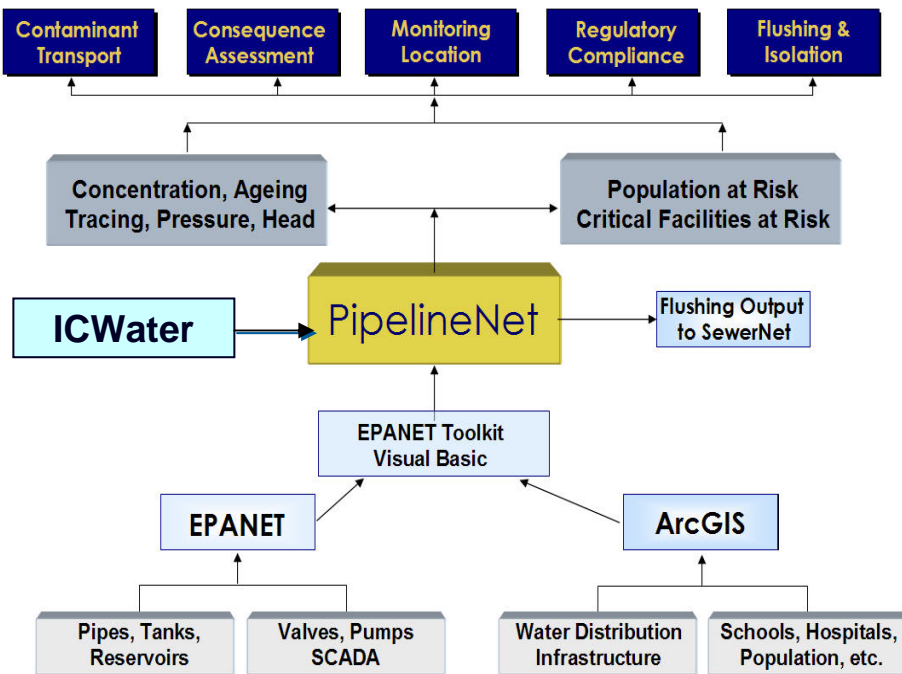 Contaminant
Transport
Consequence
Assessment
Monitoring
Location
Regulatory
Compliance
Flushing &
Isolation
Concentration, Ageing
Tracing, Pressure, Head
Population at Risk
Critical Facilities at Risk
ICWater
PipelineNet
Flushing Output
to SewerNet
EPANET Toolkit
Visual Basic
EPANET
ArcGIS
Pipes, Tanks,
Reservoirs
Valves, Pumps
SCADA
Water Distribution
Infrastructure
Schools, Hospitals,
Population, etc.